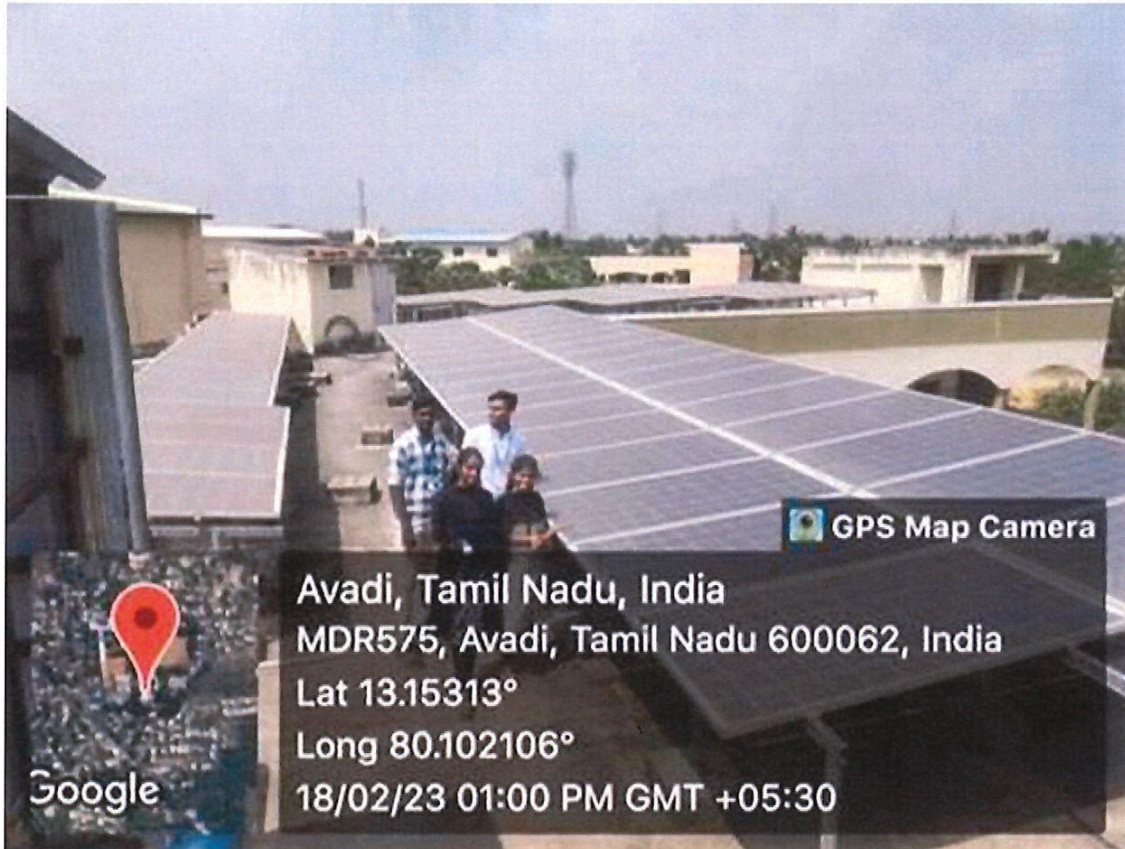 GPS Map Camera
Avadi, Tamil Nadu, India
MDR575, Avadi, Tamil Nadu 600062, India
Lat 13.15313°
Long 80.102106°
18/02/23 01:00 PM GMT +05:30
Google